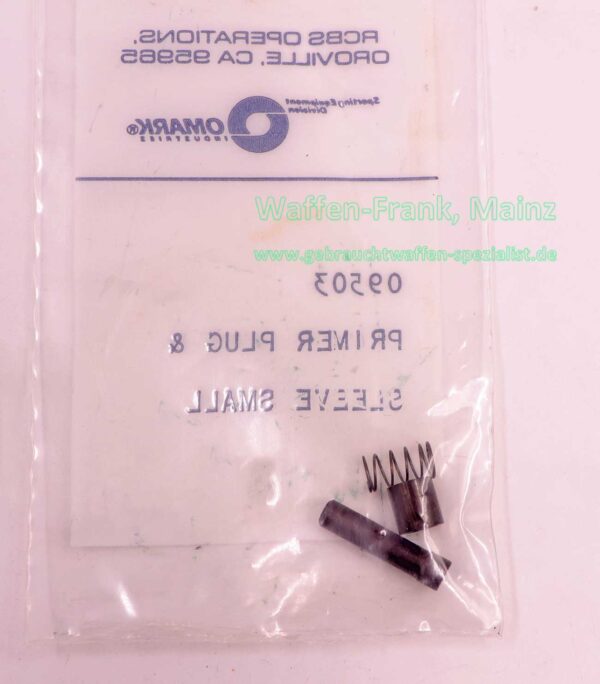 RCBS OPERATIONS,
OROVILLE, CA 95965
Sporting Equipment
Division
OMARK®
INDUSTRIES
Waffen-Frank, Mainz
www.gebrauchtwaffen-spezialist.de
09503
PRIMER PLUG &
SLEEVE SMALL